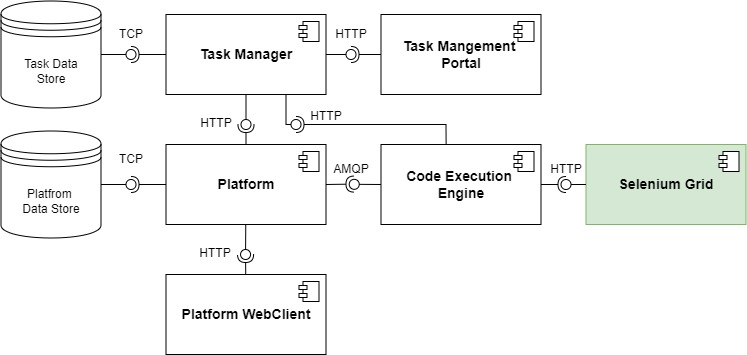 TCP
HTTP
Task Data
Store
Task Manager
Task Mangement
Portal
HTTP
HTTP
TCP
AMQP
HTTP
Platfrom
Data Store
Platform
Code Execution
Engine
Selenium Grid
HTTP
Platform WebClient